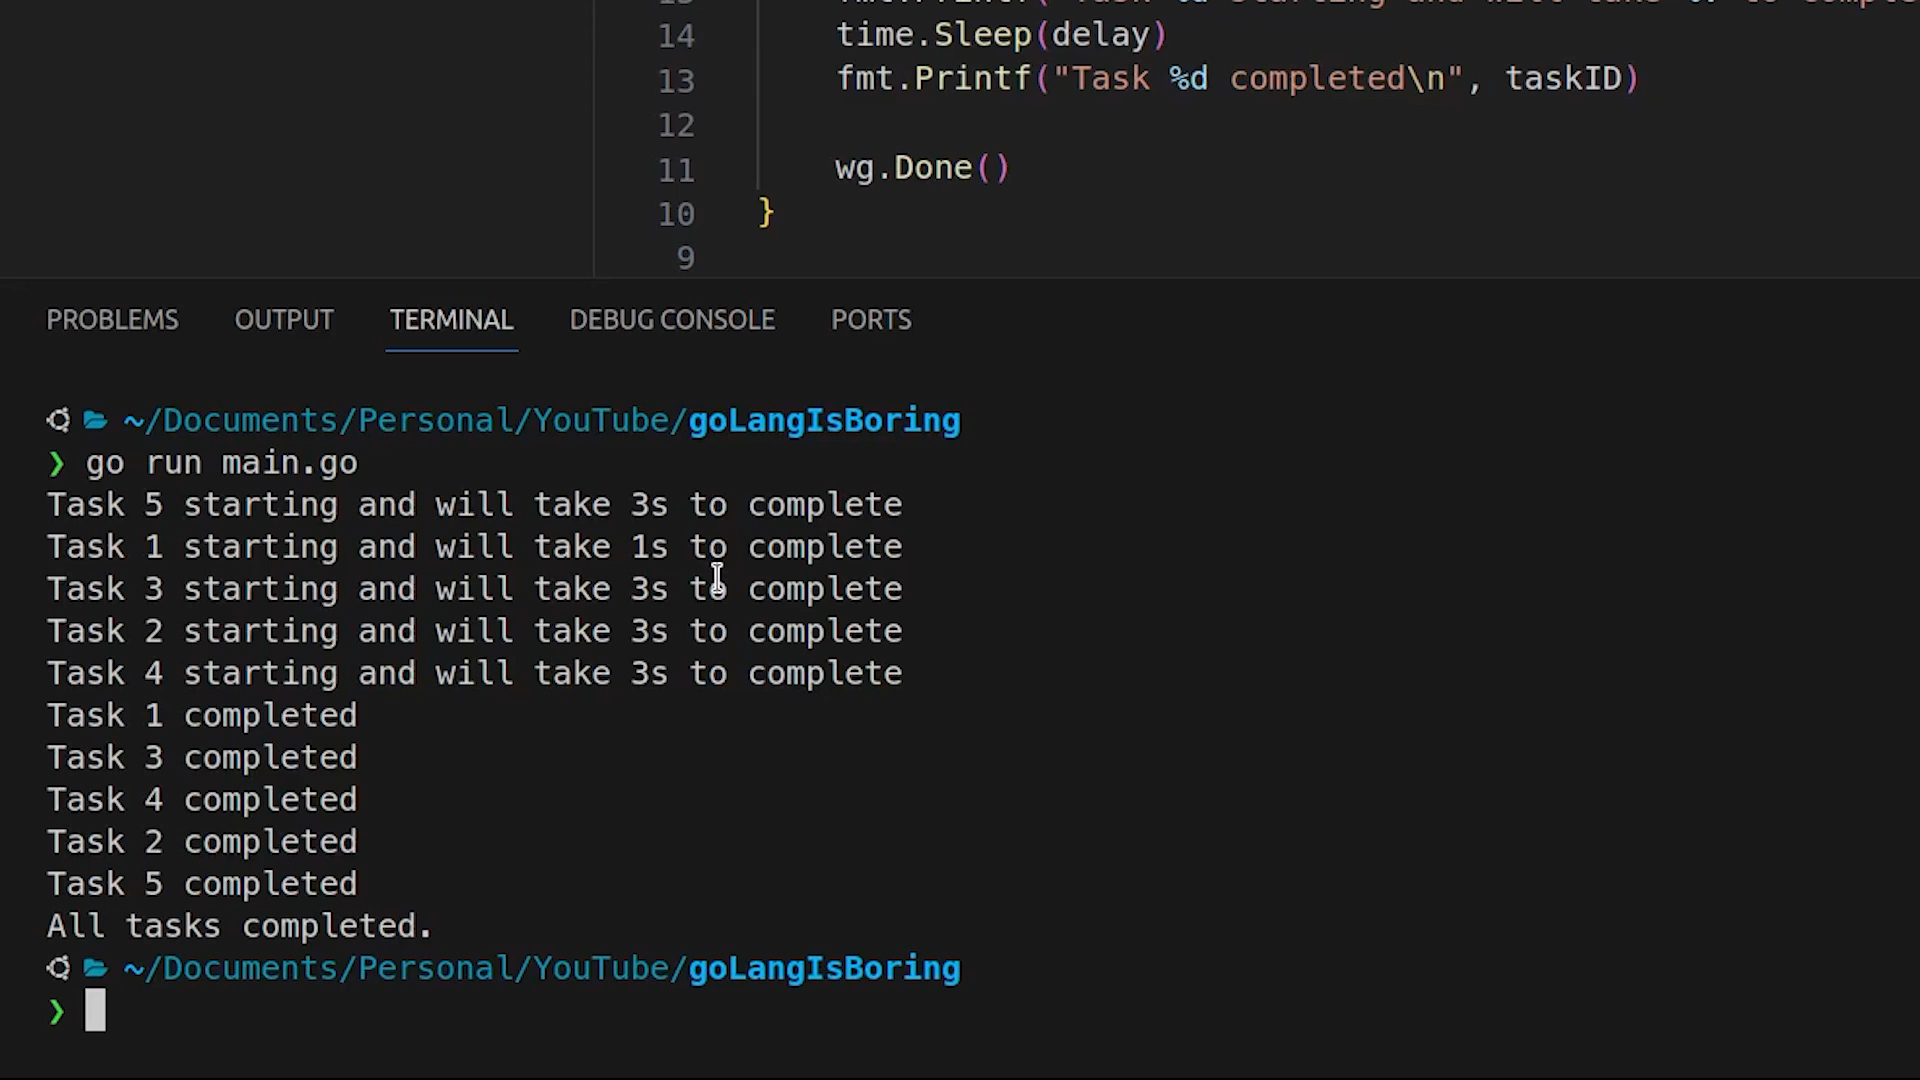 14 time.Sleep(delay)
13 fmt.Printf("Task %d completed\n", taskID)
12
11 wg.Done()
10 }
9
PROBLEMS OUTPUT TERMINAL DEBUG CONSOLE PORTS
~/Documents/Personal/YouTube/goLangIsBoring
❯ go run main.go
Task 5 starting and will take 3s to complete
Task 1 starting and will take 1s to complete
Task 3 starting and will take 3s to complete
Task 2 starting and will take 3s to complete
Task 4 starting and will take 3s to complete
Task 1 completed
Task 3 completed
Task 4 completed
Task 2 completed
Task 5 completed
All tasks completed.
~/Documents/Personal/YouTube/goLangIsBoring
❯